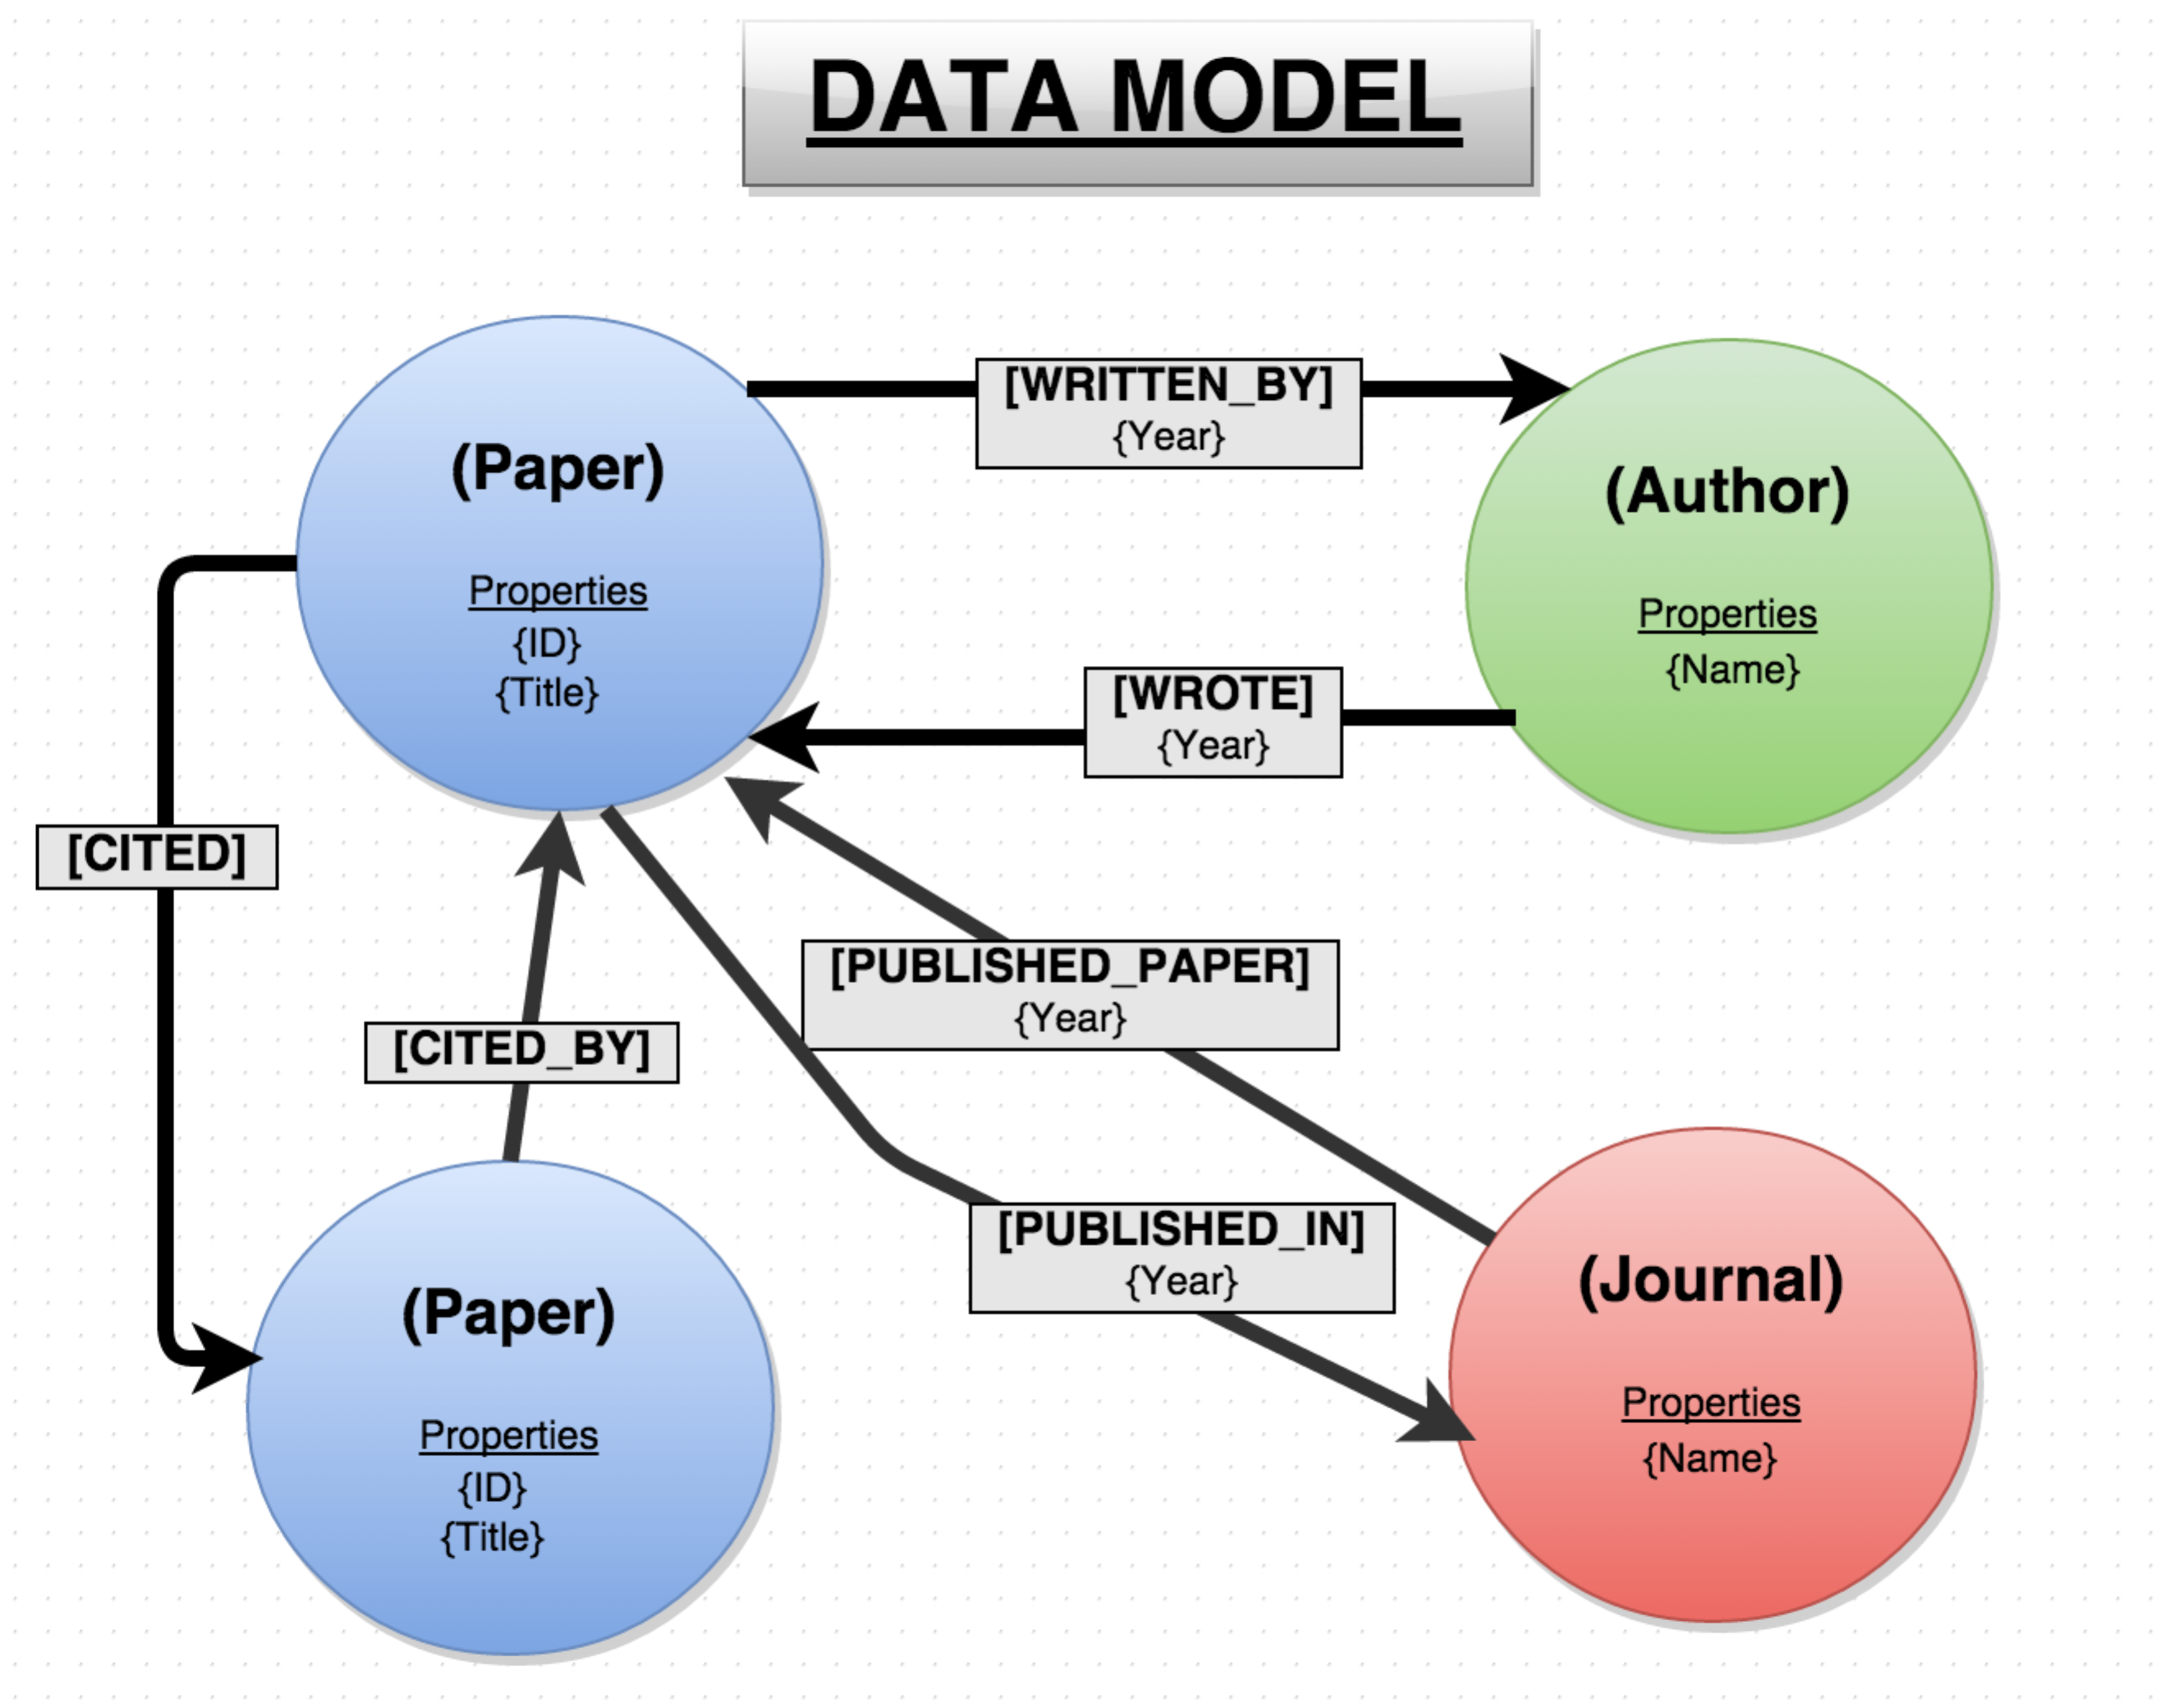 DATA MODEL
[WRITTEN_BY]
{Year}
(Paper)
Properties
{ID}
{Title}
(Author)
Properties
{Name}
[WROTE]
{Year}
[CITED]
[PUBLISHED_PAPER]
{Year}
[CITED_BY]
[PUBLISHED_IN]
{Year}
(Paper)
Properties
{ID}
{Title}
(Journal)
Properties
{Name}